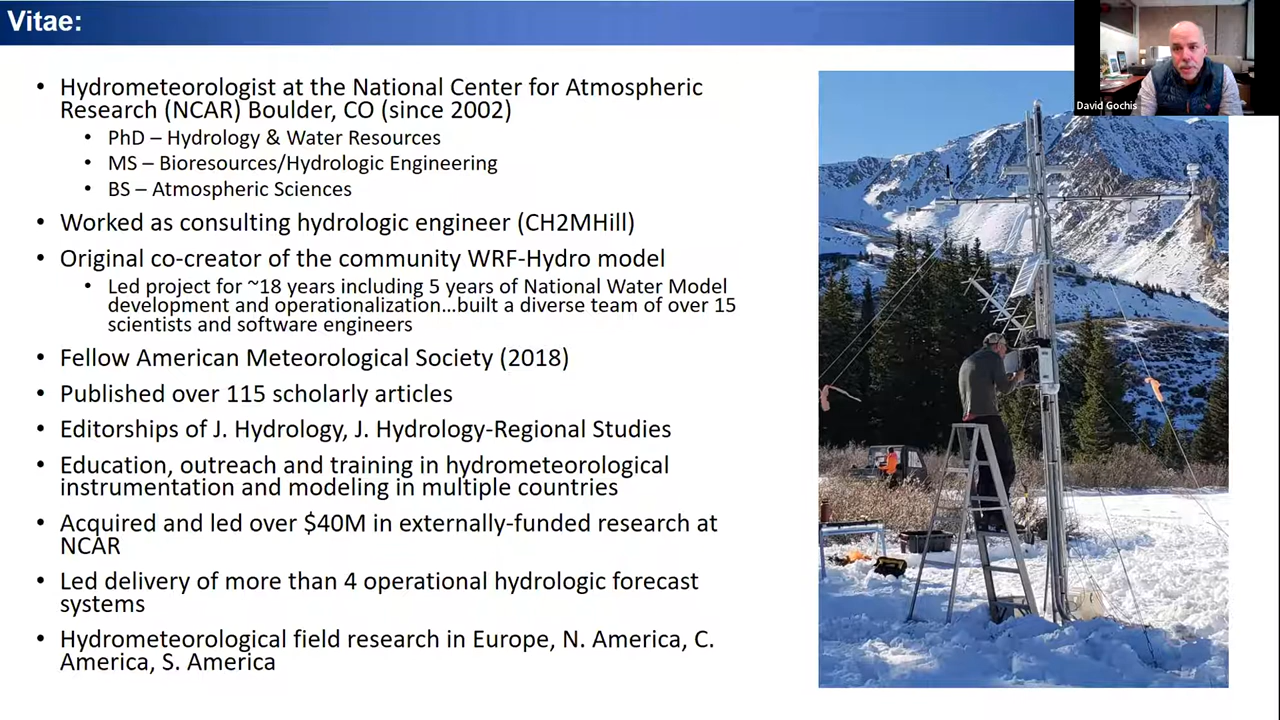 Vitae:
David Gochis
• Hydrometeorologist at the National Center for Atmospheric
Research (NCAR) Boulder, CO (since 2002)
• PhD – Hydrology & Water Resources
• MS – Bioresources/Hydrologic Engineering
• BS – Atmospheric Sciences
• Worked as consulting hydrologic engineer (CH2MHill)
• Original co-creator of the community WRF-Hydro model
• Led project for ~18 years including 5 years of National Water Model
development and operationalization…built a diverse team of over 15
scientists and software engineers
• Fellow American Meteorological Society (2018)
• Published over 115 scholarly articles
• Editorships of J. Hydrology, J. Hydrology-Regional Studies
• Education, outreach and training in hydrometeorological
instrumentation and modeling in multiple countries
• Acquired and led over $40M in externally-funded research at
NCAR
• Led delivery of more than 4 operational hydrologic forecast
systems
• Hydrometeorological field research in Europe, N. America, C.
America, S. America